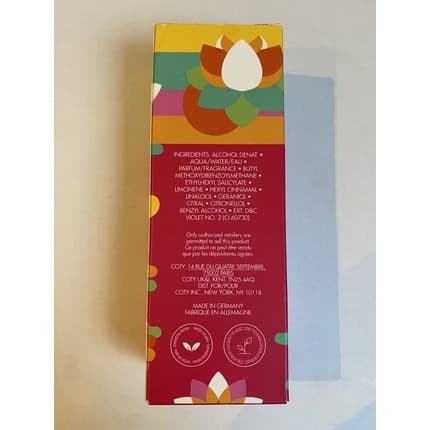 INGREDIENTS: ALCOHOL DENAT. •
AQUA/WATER/EAU •
PARFUM/FRAGRANCE • BUTYL
METHOXYDIBENZOYLMETHANE •
ETHYLHEXYL SALICYLATE •
LIMONENE • HEXYL CINNAMAL •
LINALOOL • GERANIOL •
CITRAL • CITRONELLOL •
BENZYL ALCOHOL • EXT. D&C
VIOLET NO. 2 (CI 60730)
Only authorized retailers are
permitted to sell this product.
Ce produit ne peut être vendu
que par les dépositaires agréés.
COTY: 14 RUE DU QUATRE SEPTEMBRE,
75002 PARIS
COTY UK&I, KENT, TN25 4AQ
DIST. FOR/POUR
COTY INC., NEW YORK, NY 10118
MADE IN GERMANY
FABRIQUÉ EN ALLEMAGNE